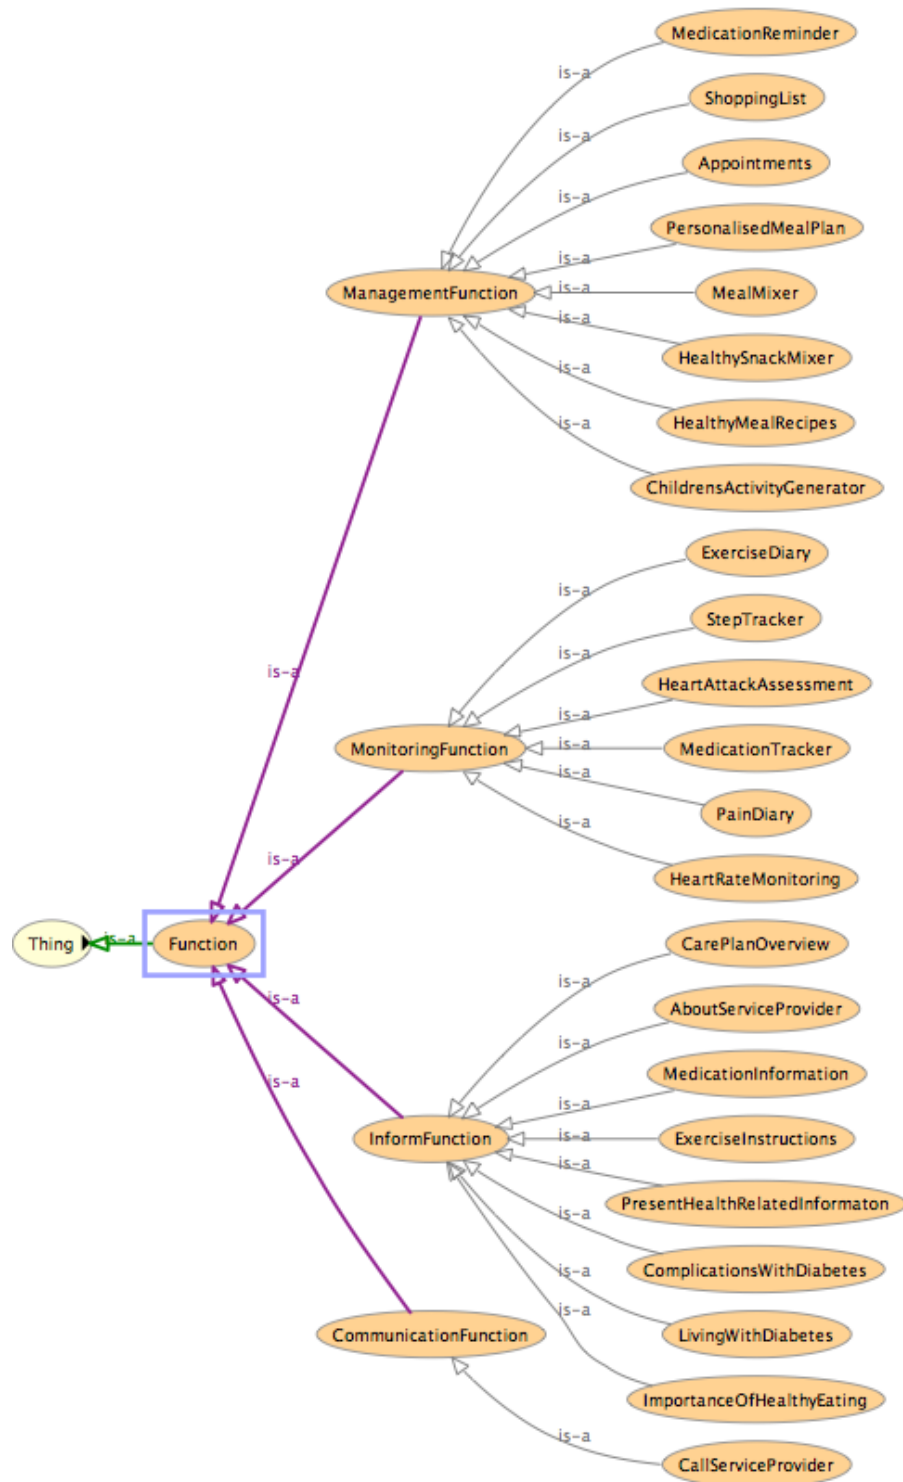 MedicationReminder
is-a
ShoppingList
is-a
Appointments
is-a
PersonalisedMealPlan
is-a
ManagementFunction
is-a
MealMixer
is-a
HealthySnackMixer
is-a
HealthyMealRecipes
is-a
ChildrensActivityGenerator
ExerciseDiary
is-a
StepTracker
is-a
is-a
HeartAttackAssessment
is-a
MonitoringFunction
is-a
MedicationTracker
is-a
PainDiary
is-a
is-a
HeartRateMonitoring
Thing
is-a
Function
CarePlanOverview
is-a
is-a
AboutServiceProvider
is-a
MedicationInformation
is-a
is-a
InformFunction
is-a
ExerciseInstructions
is-a
PresentHealthRelatedInformaton
is-a
ComplicationsWithDiabetes
is-a
CommunicationFunction
LivingWithDiabetes
is-a
ImportanceOfHealthyEating
is-a
CallServiceProvider